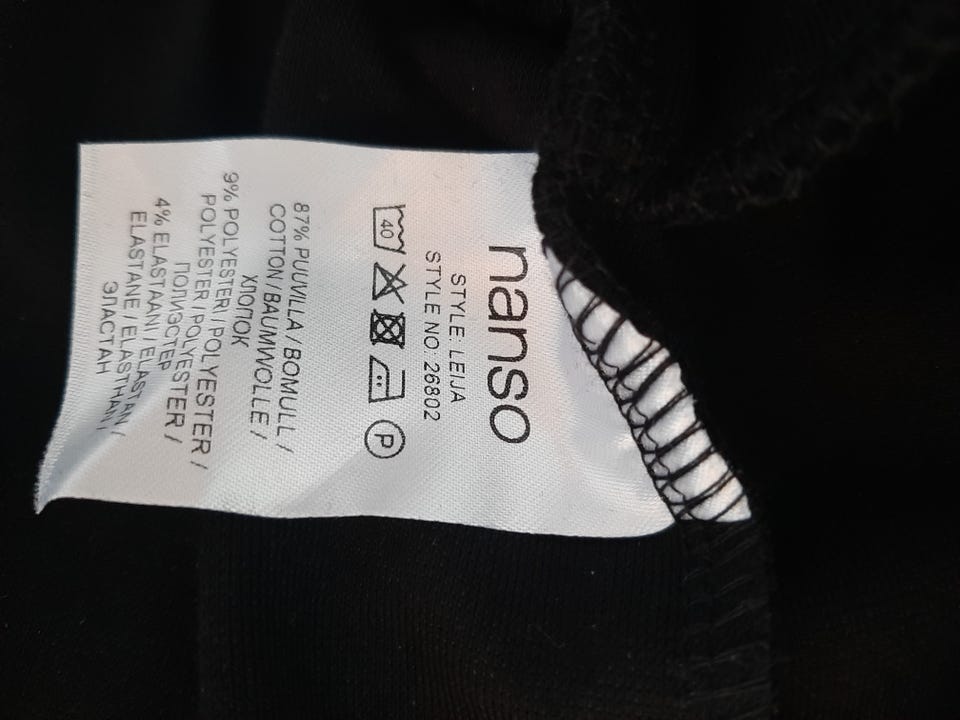 nanso
STYLE: LEIJA
STYLE NO: 26802
40
P
87% PUUVILLA / BOMULL /
COTTON / BAUMWOLLE /
ХЛОПОК
9% POLYESTERI / POLYESTER /
POLYESTER / POLYESTER /
ПОЛИЭСТЕР
4% ELASTAANI / ELASTAN /
ELASTANE / ELASTHAN /
ЭЛАСТАН